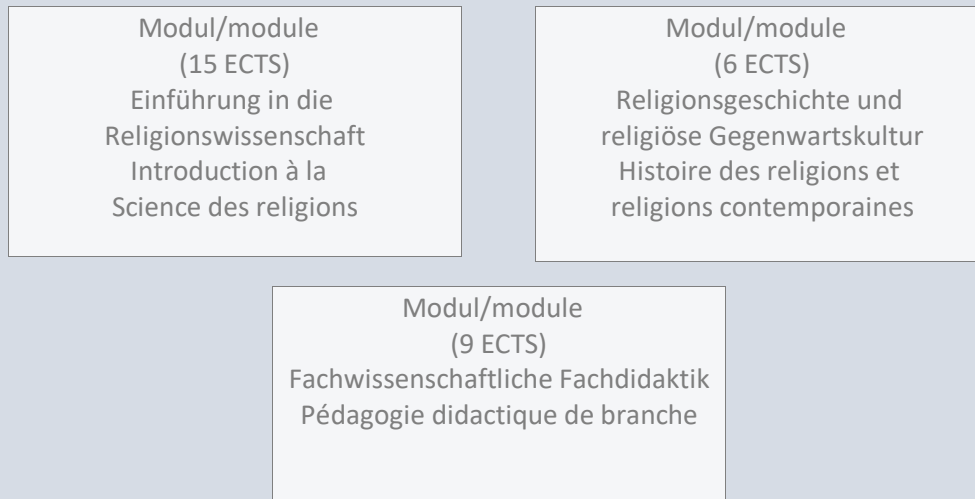 Modul/module
(15 ECTS)
Einführung in die
Religionswissenschaft
Introduction à la
Science des religions
Modul/module
(6 ECTS)
Religionsgeschichte und
religiöse Gegenwartskultur
Histoire des religions et
religions contemporaines
Modul/module
(9 ECTS)
Fachwissenschaftliche Fachdidaktik
Pédagogie didactique de branche